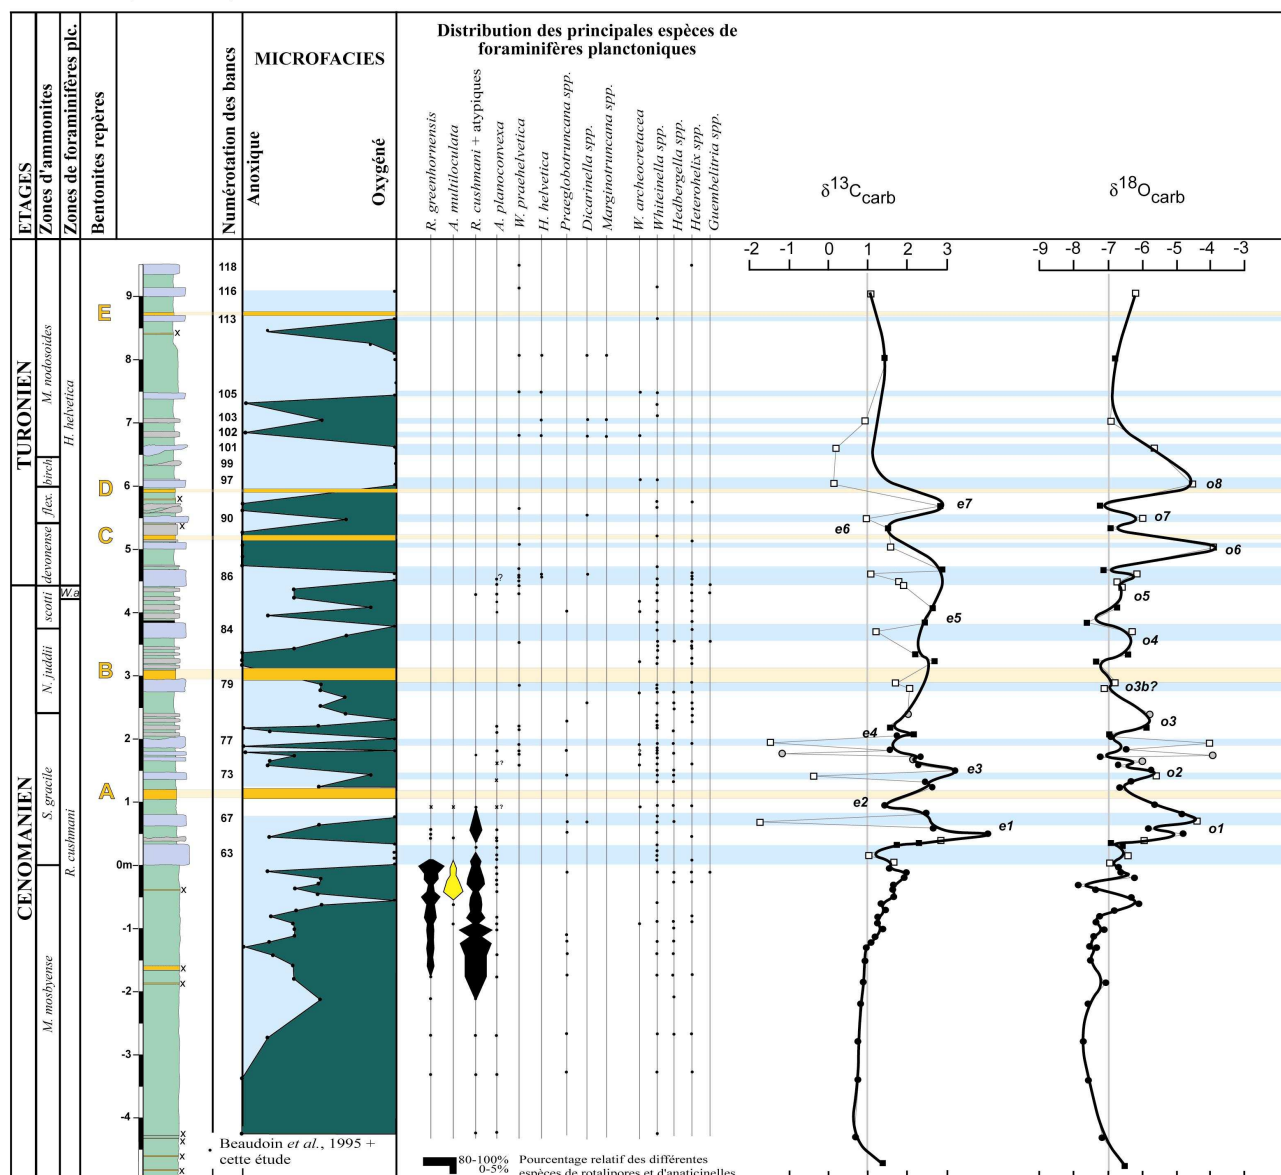 Distribution des principales espèces de
foraminifères planctoniques
ETAGES
Zones d'ammonites
Zones de foraminifères plc.
Bentonites repères
Numérotation des bancs
MICROFACIES
Anoxique
Oxygéné
R. greenhornensis
A. multiloculata
R. cushmani + atypiques
A. planoconvexa
W. praehelvetica
H. helvetica
Praeglobotruncana spp.
Dicarinella spp.
Marginotruncana spp.
W. archeocretacea
Whiteinella spp.
Hedbergella spp.
Heterohelix spp.
Guembelitria spp.
δ13Ccarb
δ18Ocarb
-2 -1 0 1 2 3 4
-9 -8 -7 -6 -5 -4 -3
TURONIEN
CENOMANIEN
M. nodosoides
birch
flex.
devonense
scotti
N. juddii
S. gracile
M. mosbyense
H. helvetica
W.a
R. cushmani
E
D
C
B
A
9
8
7
6
5
4
3
2
1
0m
-1
-2
-3
-4
x
x
x
x
x
x
x
x
x
x
118
116
113
105
103
102
101
99
97
90
86
84
79
77
73
67
63
?
x?
x
x
x
x
x?
e7
e6
e5
e4
e3
e2
e1
o8
o7
o6
o5
o4
o3b?
o3
o2
o1
Beaudoin et al., 1995 +
cette étude
80-100%
0-5%
Pourcentage relatif des différentes
espèces de rotalipores et d'anaticinelles